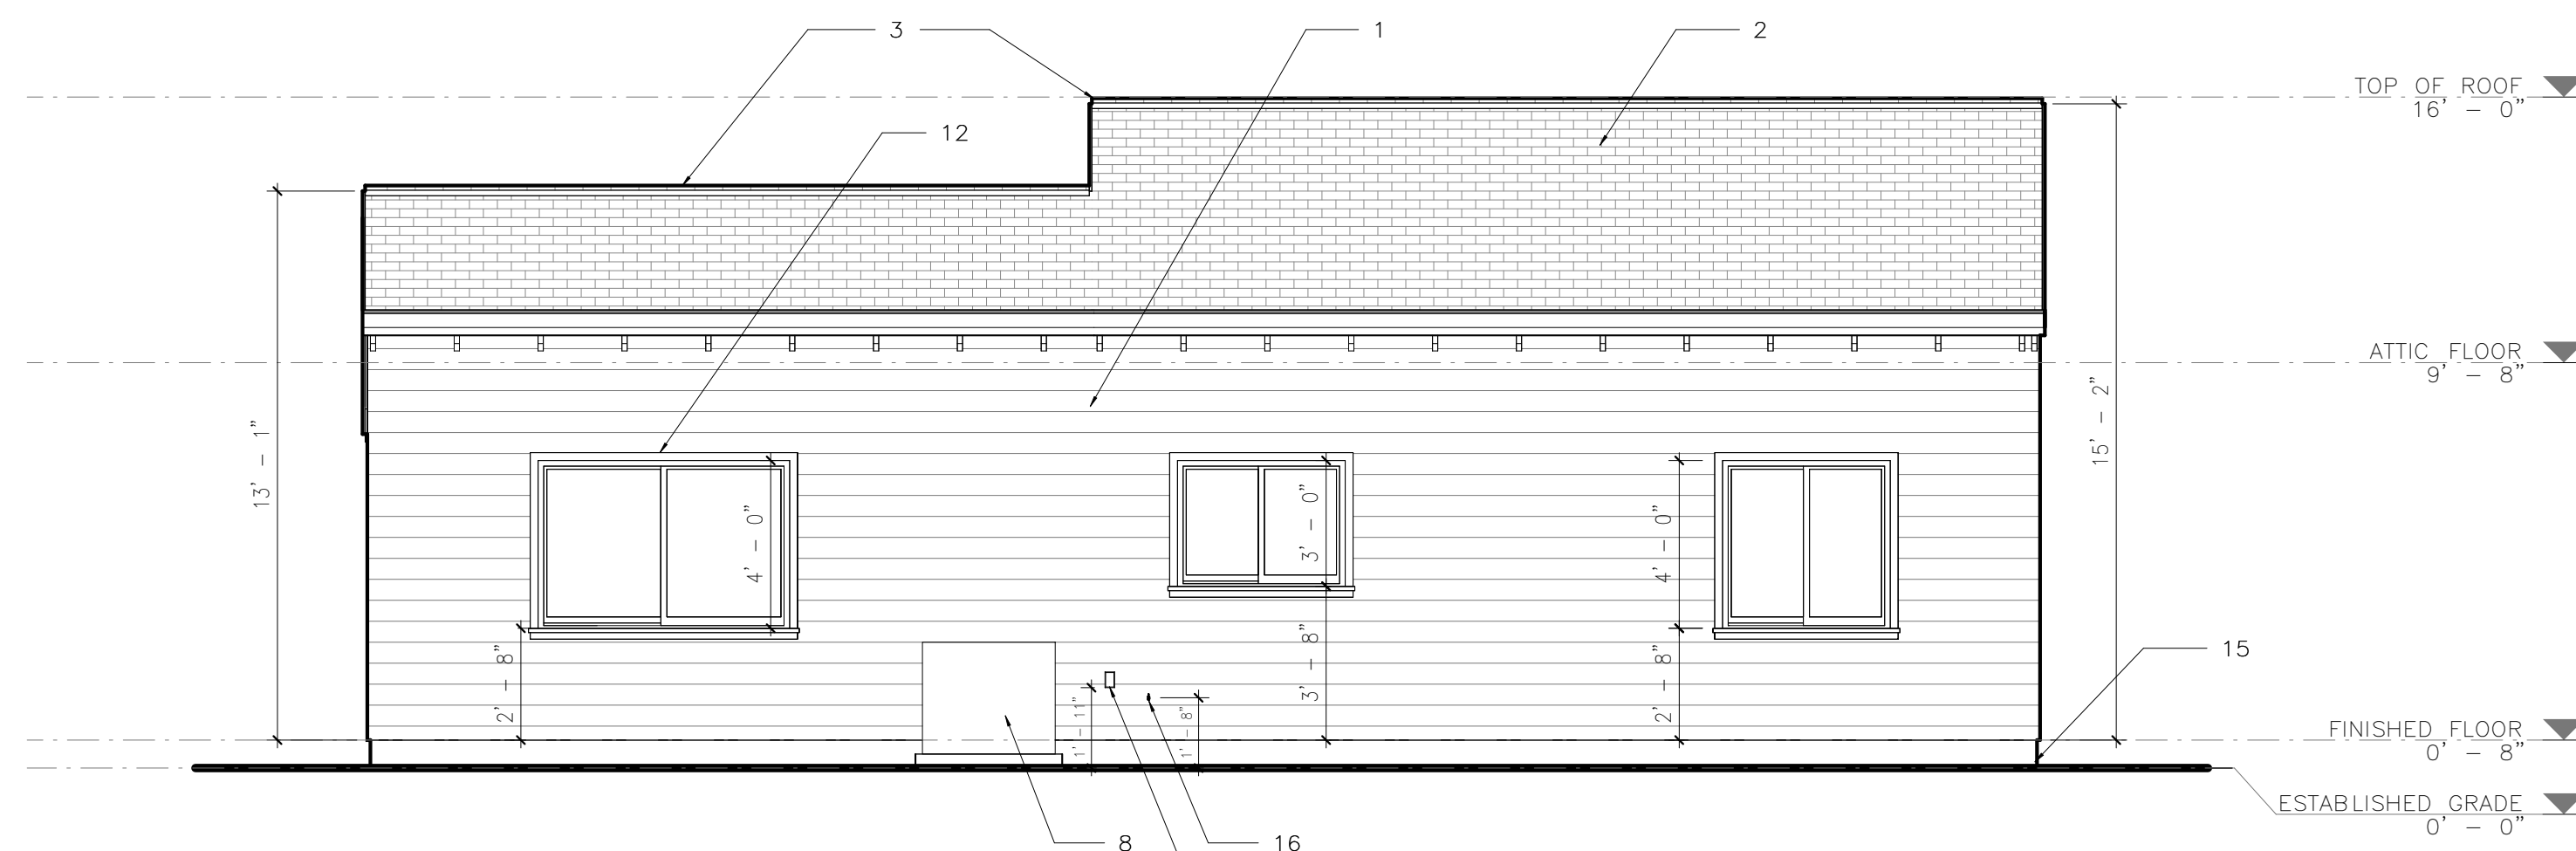 3
1
2
TOP OF ROOF
16' - 0"
12
ATTIC FLOOR
9' - 8"
13' - 1"
15' - 2"
4' - 0"
3' - 0"
4' - 0"
2' - 8"
3' - 8"
2' - 8"
1' - 11"
1' - 8"
15
FINISHED FLOOR
0' - 8"
ESTABLISHED GRADE
0' - 0"
8
16